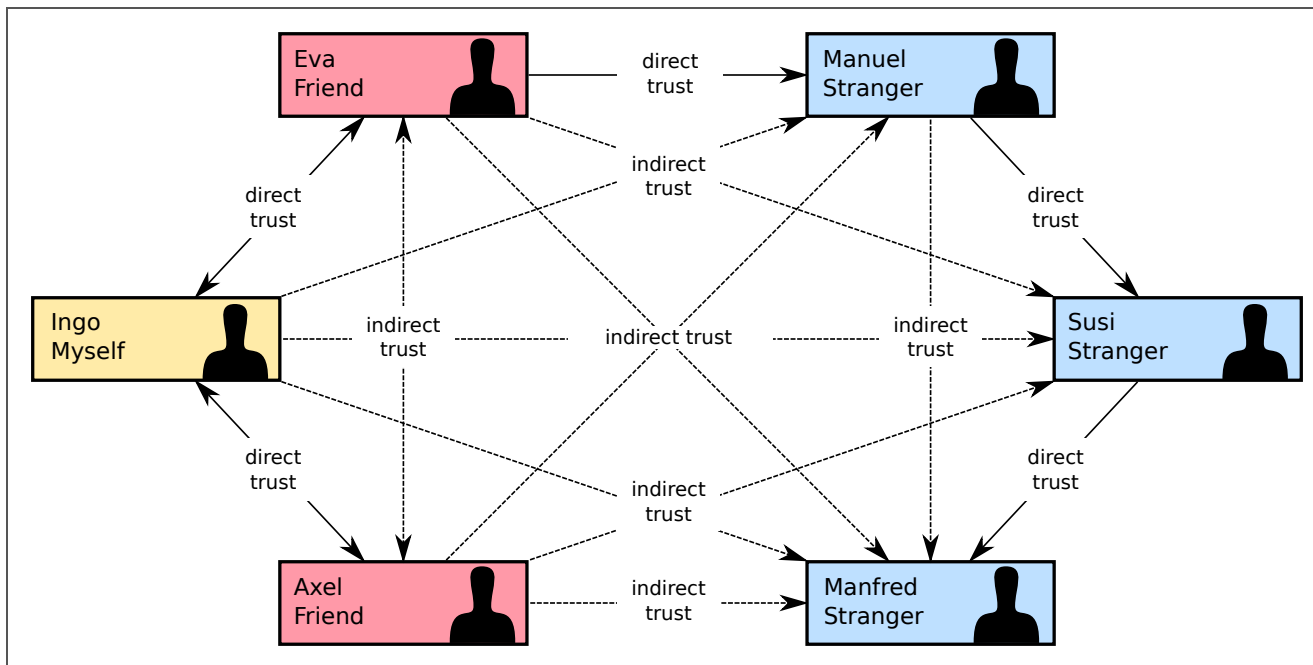 Eva
Friend
direct
trust
Manuel
Stranger
indirect
trust
direct
trust
direct
trust
Ingo
Myself
indirect
trust
indirect trust
indirect
trust
Susi
Stranger
direct
trust
indirect
trust
direct
trust
Axel
Friend
indirect
trust
Manfred
Stranger